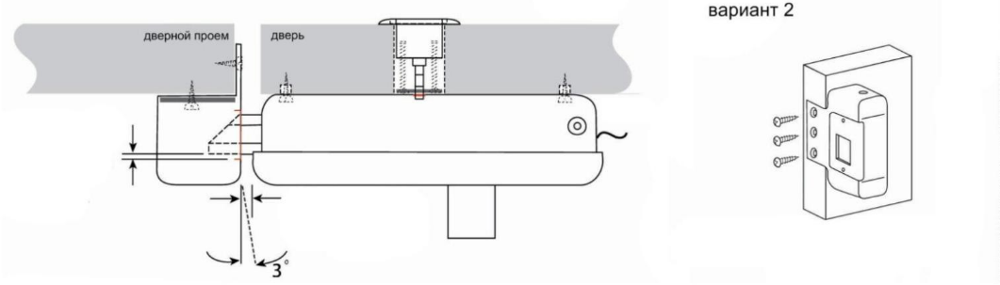 вариант 2
дверной проем
дверь
3°